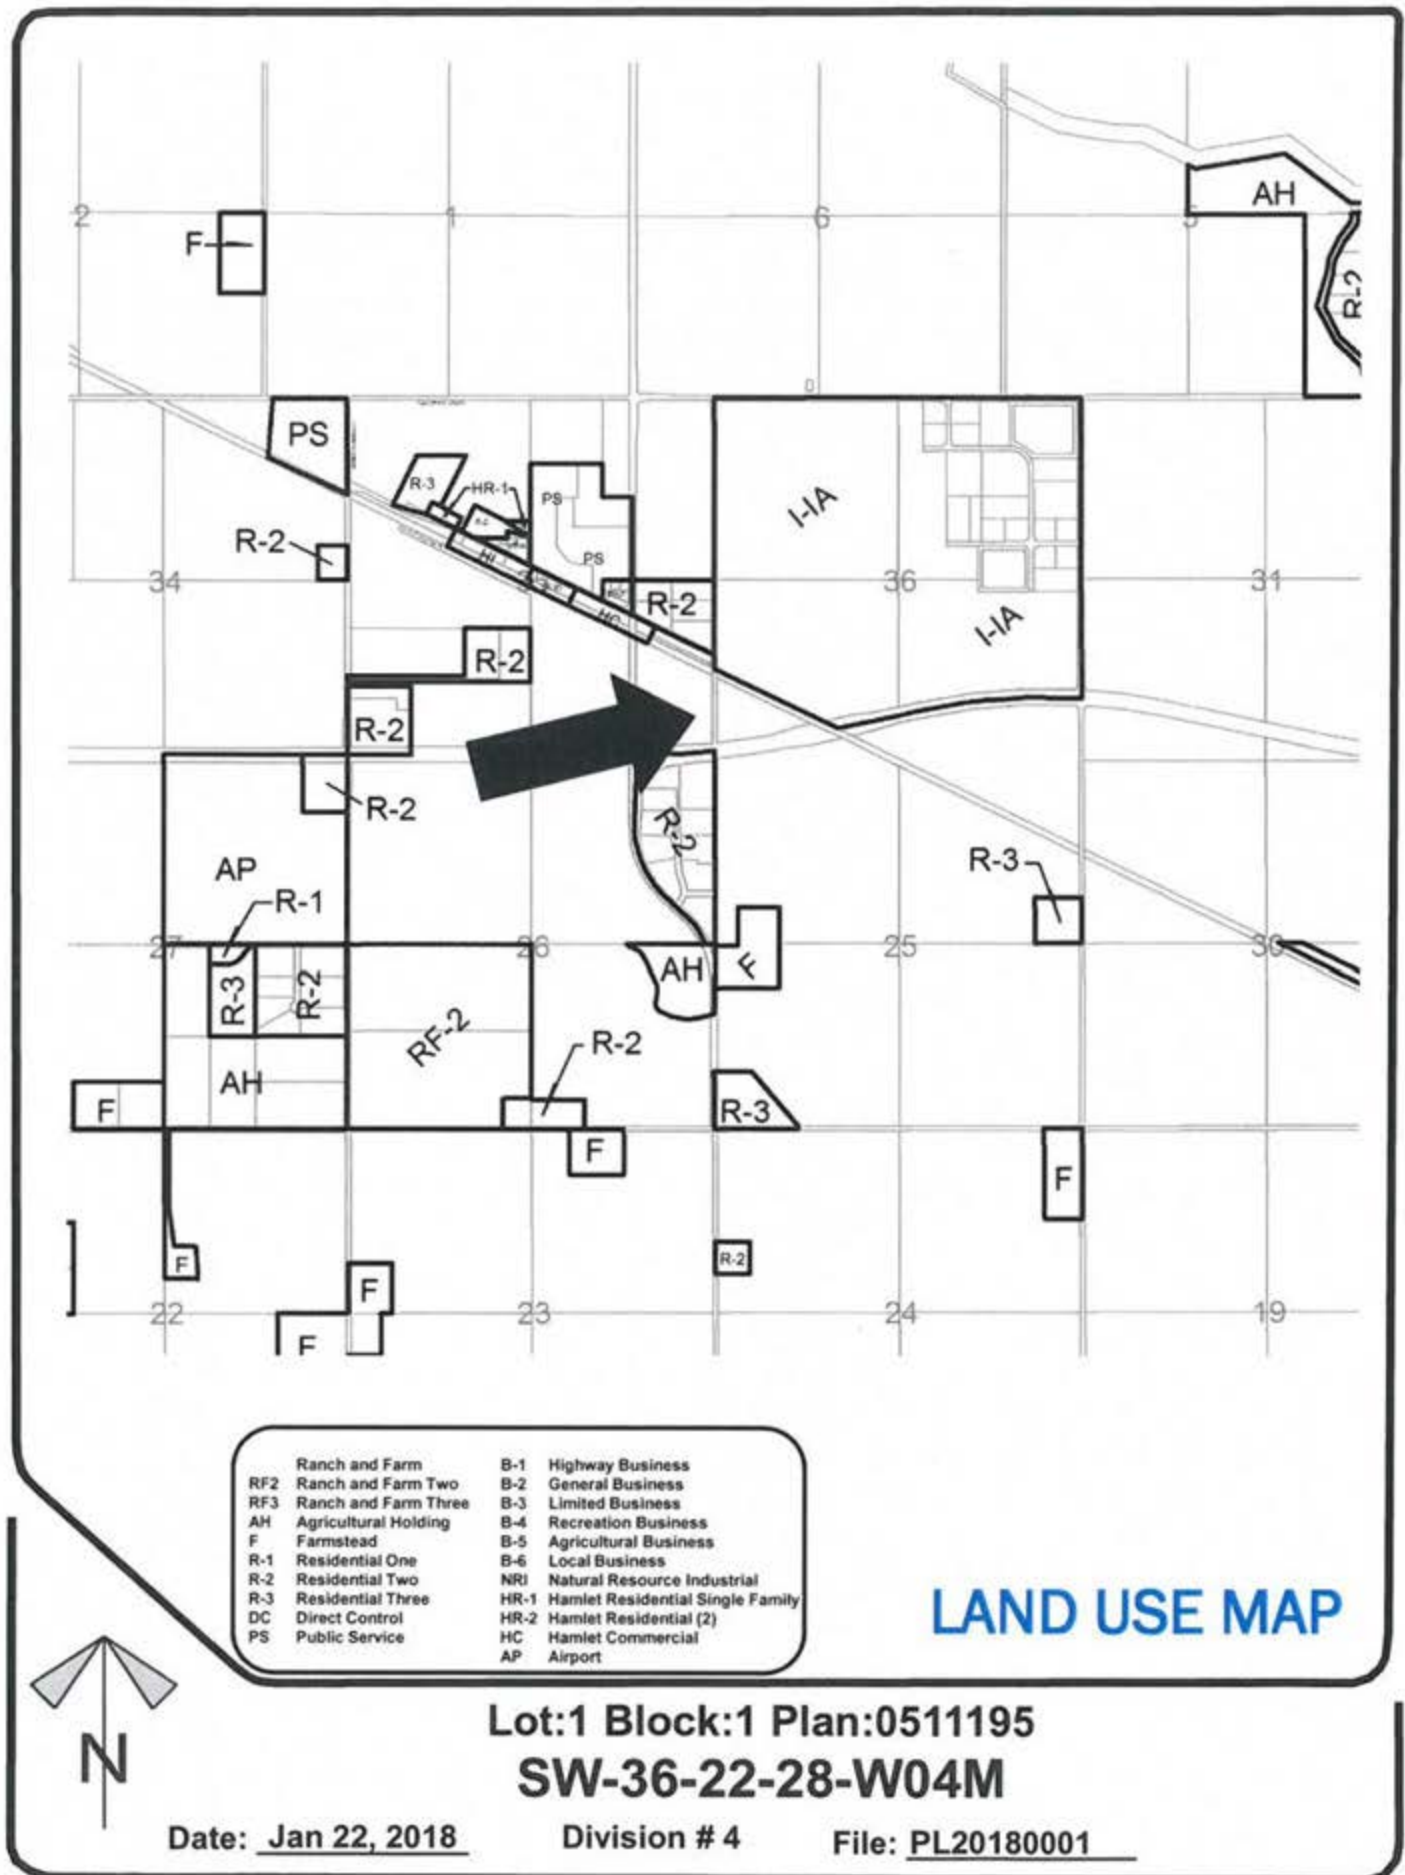 2
1
6
5
AH
F
R-2
PS
R-3
HR-1
PS
I-IA
R-2
PS
HI
34
36
31
R-2
HC
I-IA
R-2
R-2
R-2
R-2
AP
R-3
R-1
27
26
25
30
AH
F
R-3
R-2
RF-2
R-2
AH
F
R-3
F
F
F
R-2
F
22
23
24
19
F
Ranch and Farm
RF2 Ranch and Farm Two
RF3 Ranch and Farm Three
AH Agricultural Holding
F Farmstead
R-1 Residential One
R-2 Residential Two
R-3 Residential Three
DC Direct Control
PS Public Service
B-1 Highway Business
B-2 General Business
B-3 Limited Business
B-4 Recreation Business
B-5 Agricultural Business
B-6 Local Business
NRI Natural Resource Industrial
HR-1 Hamlet Residential Single Family
HR-2 Hamlet Residential (2)
HC Hamlet Commercial
AP Airport
LAND USE MAP
N
Lot:1 Block:1 Plan:0511195
SW-36-22-28-W04M
Date: Jan 22, 2018 Division # 4 File: PL20180001